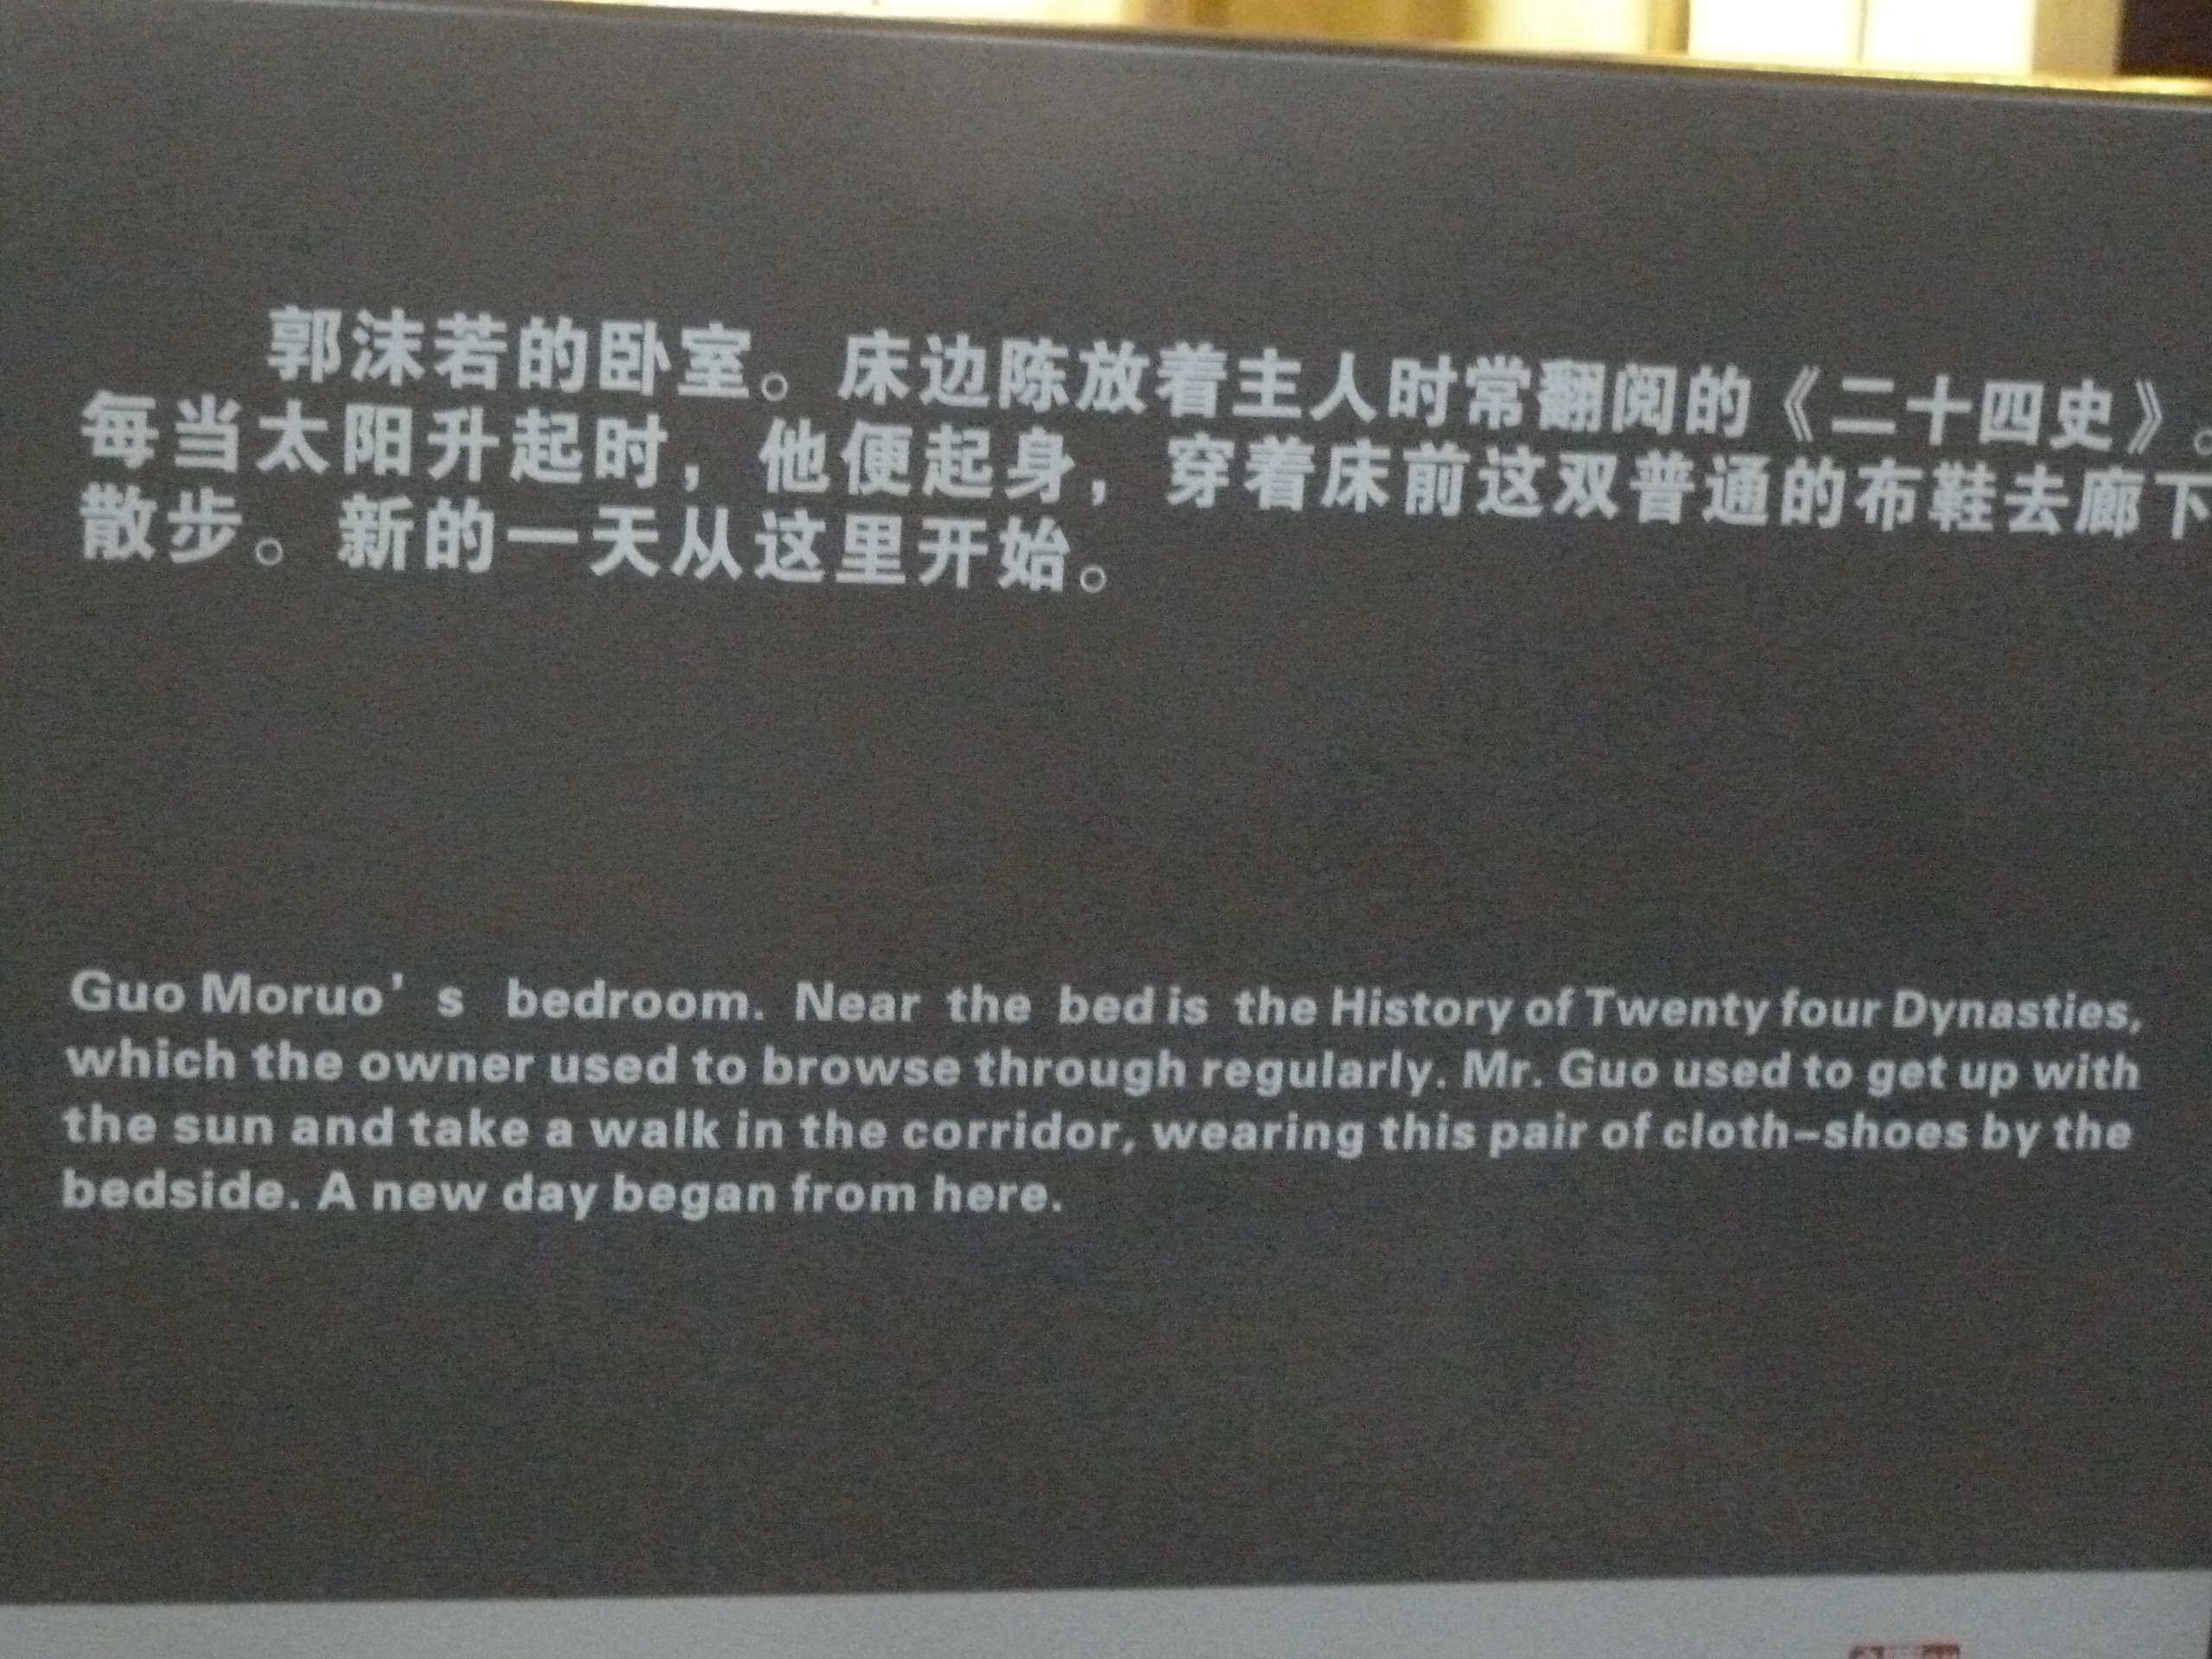 郭沫若的卧室。床边陈放着主人时常翻阅的《二十四史》。
每当太阳升起时，他便起身，穿着床前这双普通的布鞋去廊下
散步。新的一天从这里开始。
Guo Moruo’ s bedroom. Near the bed is the History of Twenty four Dynasties,
which the owner used to browse through regularly. Mr. Guo used to get up with
the sun and take a walk in the corridor, wearing this pair of cloth-shoes by the
bedside. A new day began from here.